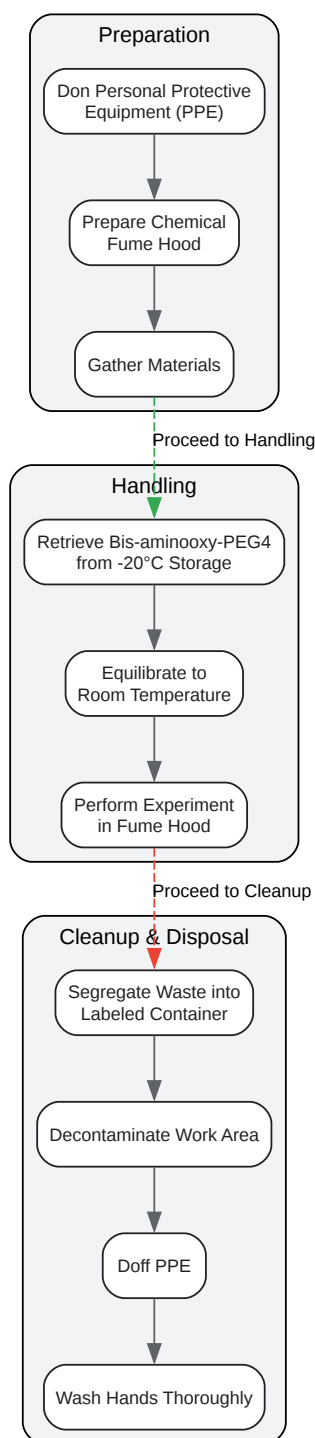 Preparation
Don Personal Protective
Equipment (PPE)
Prepare Chemical
Fume Hood
Gather Materials
Proceed to Handling
Handling
Retrieve Bis-aminooxy-PEG4
from -20°C Storage
Equilibrate to
Room Temperature
Perform Experiment
in Fume Hood
Proceed to Cleanup
Cleanup & Disposal
Segregate Waste into
Labeled Container
Decontaminate Work Area
Doff PPE
Wash Hands Thoroughly